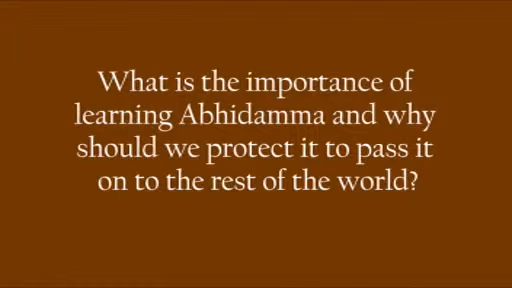 What is the importance of
learning Abhidamma and why
should we protect it to pass it
on to the rest of the world?